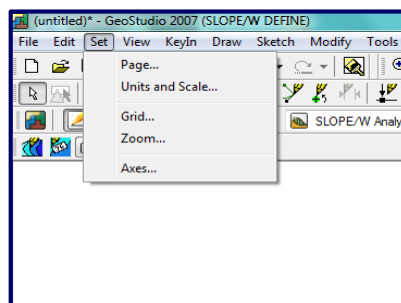 (untitled)* - GeoStudio 2007 (SLOPE/W DEFINE)
File Edit Set View KeyIn Draw Sketch Modify Tools
Page...
Units and Scale...
Grid...
Zoom...
Axes...
SLOPE/W Analy